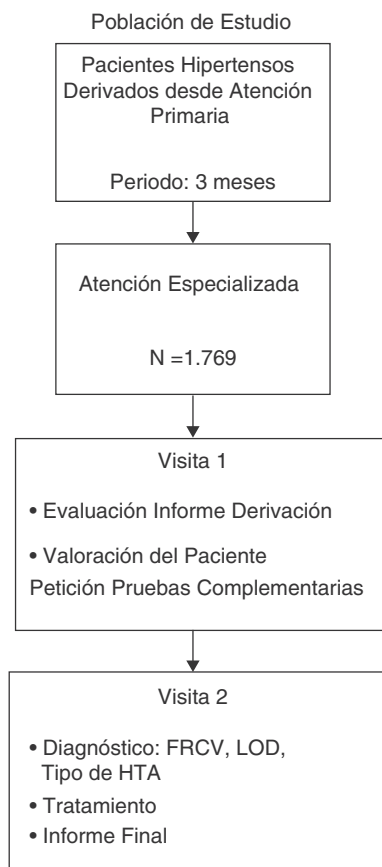 Población de Estudio
Pacientes Hipertensos
Derivados desde Atención
Primaria
Periodo: 3 meses
Atención Especializada
N =1.769
Visita 1
• Evaluación Informe Derivación
• Valoración del Paciente
Petición Pruebas Complementarias
Visita 2
• Diagnóstico: FRCV, LOD,
Tipo de HTA
• Tratamiento
• Informe Final